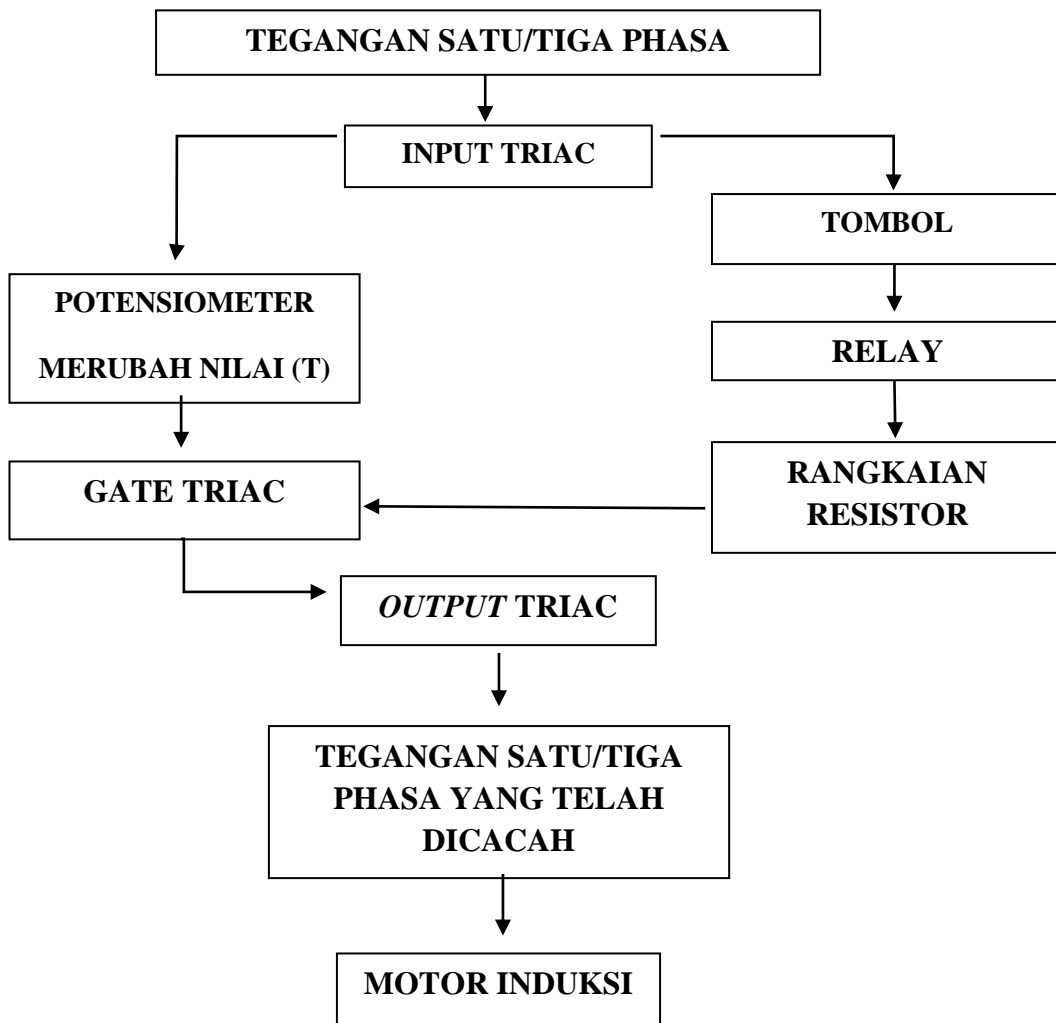 TEGANGAN SATU/TIGA PHASA
INPUT TRIAC
TOMBOL
POTENSIOMETER
MERUBAH NILAI (T)
RELAY
GATE TRIAC
RANGKAIAN
RESISTOR
OUTPUT TRIAC
TEGANGAN SATU/TIGA
PHASA YANG TELAH
DICACAH
MOTOR INDUKSI